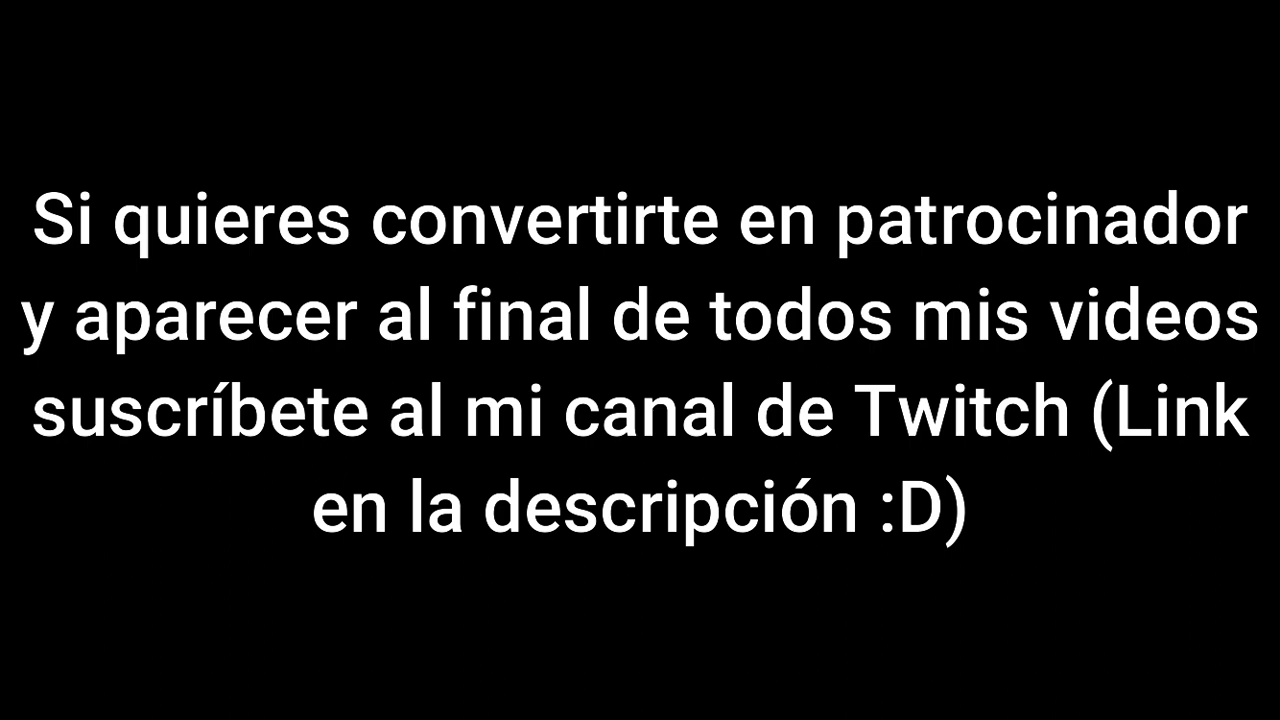 Si quieres convertirte en patrocinador
y aparecer al final de todos mis videos
suscríbete al mi canal de Twitch (Link
en la descripción :D)